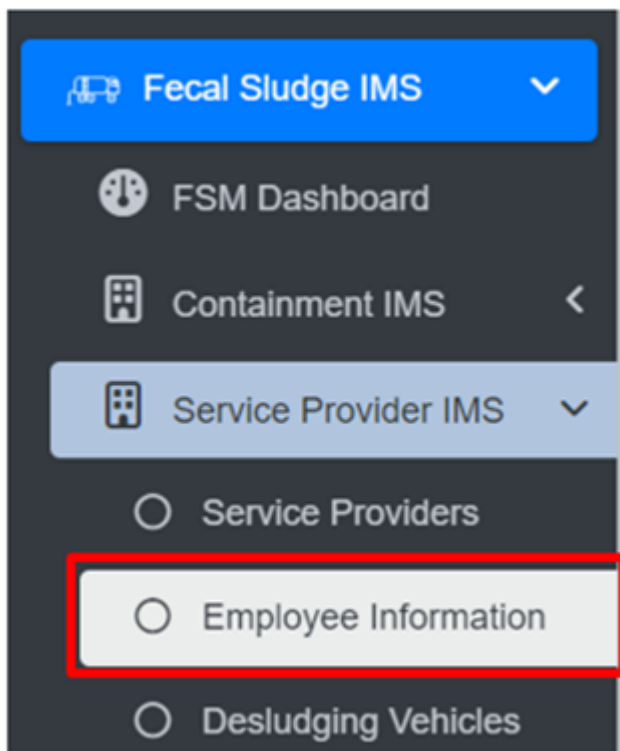 Fecal Sludge IMS
FSM Dashboard
Containment IMS
Service Provider IMS
Service Providers
Employee Information
Desludging Vehicles